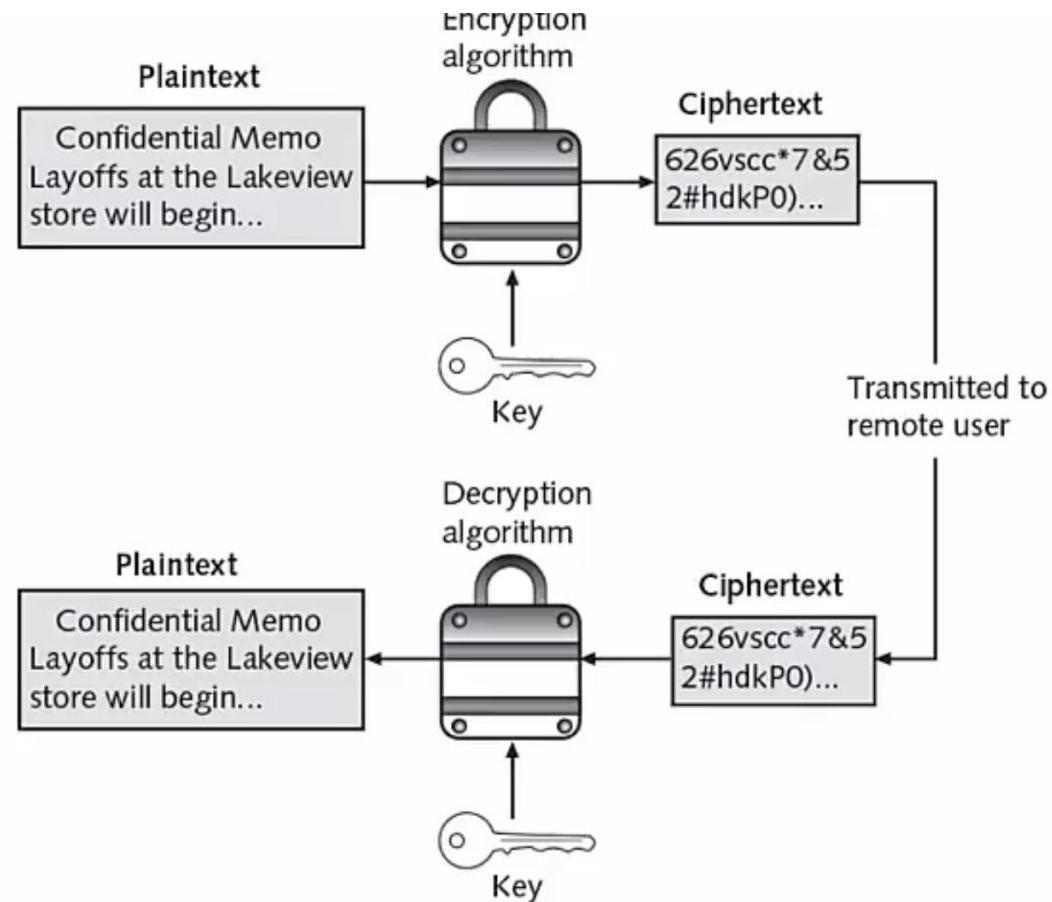 Encryption
algorithm
Plaintext
Confidential Memo
Layoffs at the Lakeview
store will begin...
Ciphertext
626vscc*7&5
2#hdkP0)...
Key
Transmitted to
remote user
Decryption
algorithm
Plaintext
Confidential Memo
Layoffs at the Lakeview
store will begin...
Ciphertext
626vscc*7&5
2#hdkP0)...
Key